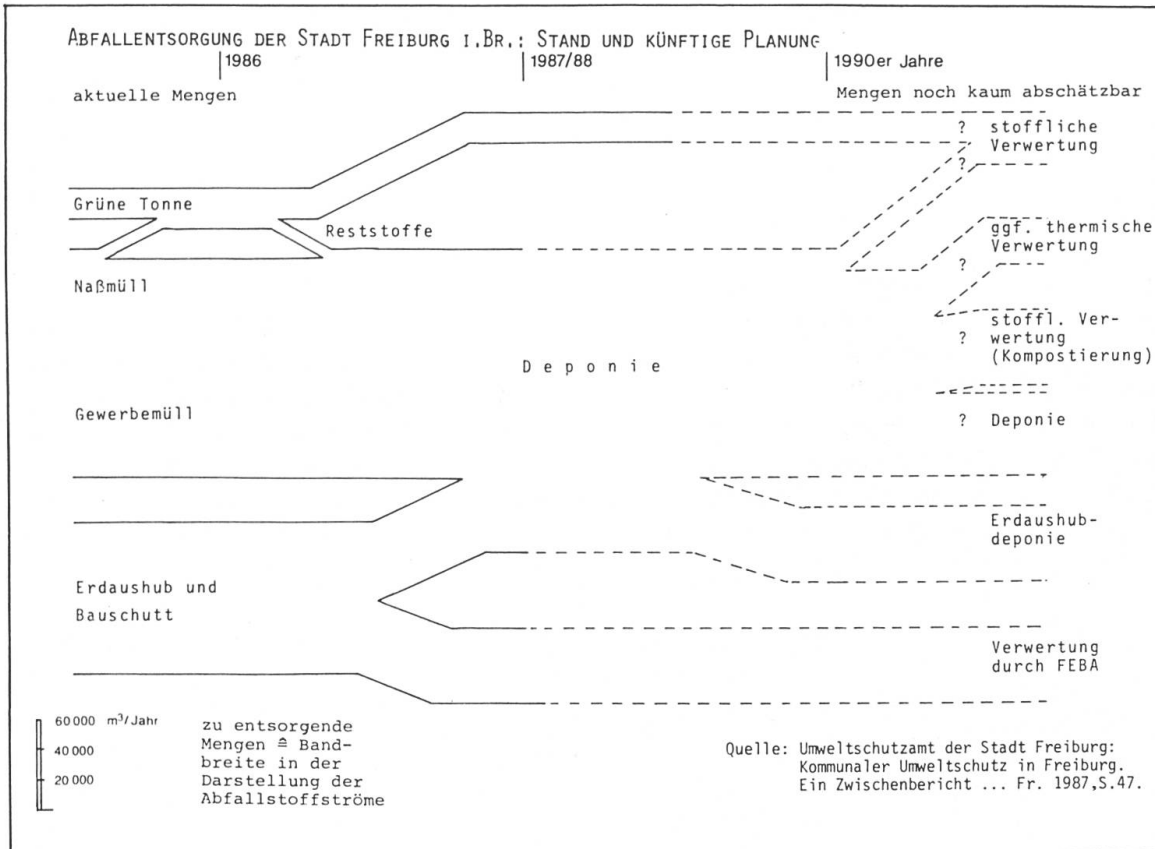 ABFALLENTSORGUNG DER STADT FREIBURG I.BR.: STAND UND KÜNFTIGE PLANUNG
1986
1987/88
1990er Jahre
aktuelle Mengen
Mengen noch kaum abschätzbar
? stoffliche
Verwertung
?
Grüne Tonne
Reststoffe
ggf. thermische
Verwertung
?
Naßmüll
stoffl. Ver-
? wertung
(Kompostierung)
Deponie
Gewerbemüll
? Deponie
Erdaushub-
deponie
Erdaushub und
Bauschutt
Verwertung
durch FEBA
60 000 m³/Jahr
40 000
20 000
zu entsorgende
Mengen ≙ Band-
breite in der
Darstellung der
Abfallstoffströme
Quelle: Umweltschutzamt der Stadt Freiburg:
Kommunaler Umweltschutz in Freiburg.
Ein Zwischenbericht ... Fr. 1987,S.47.